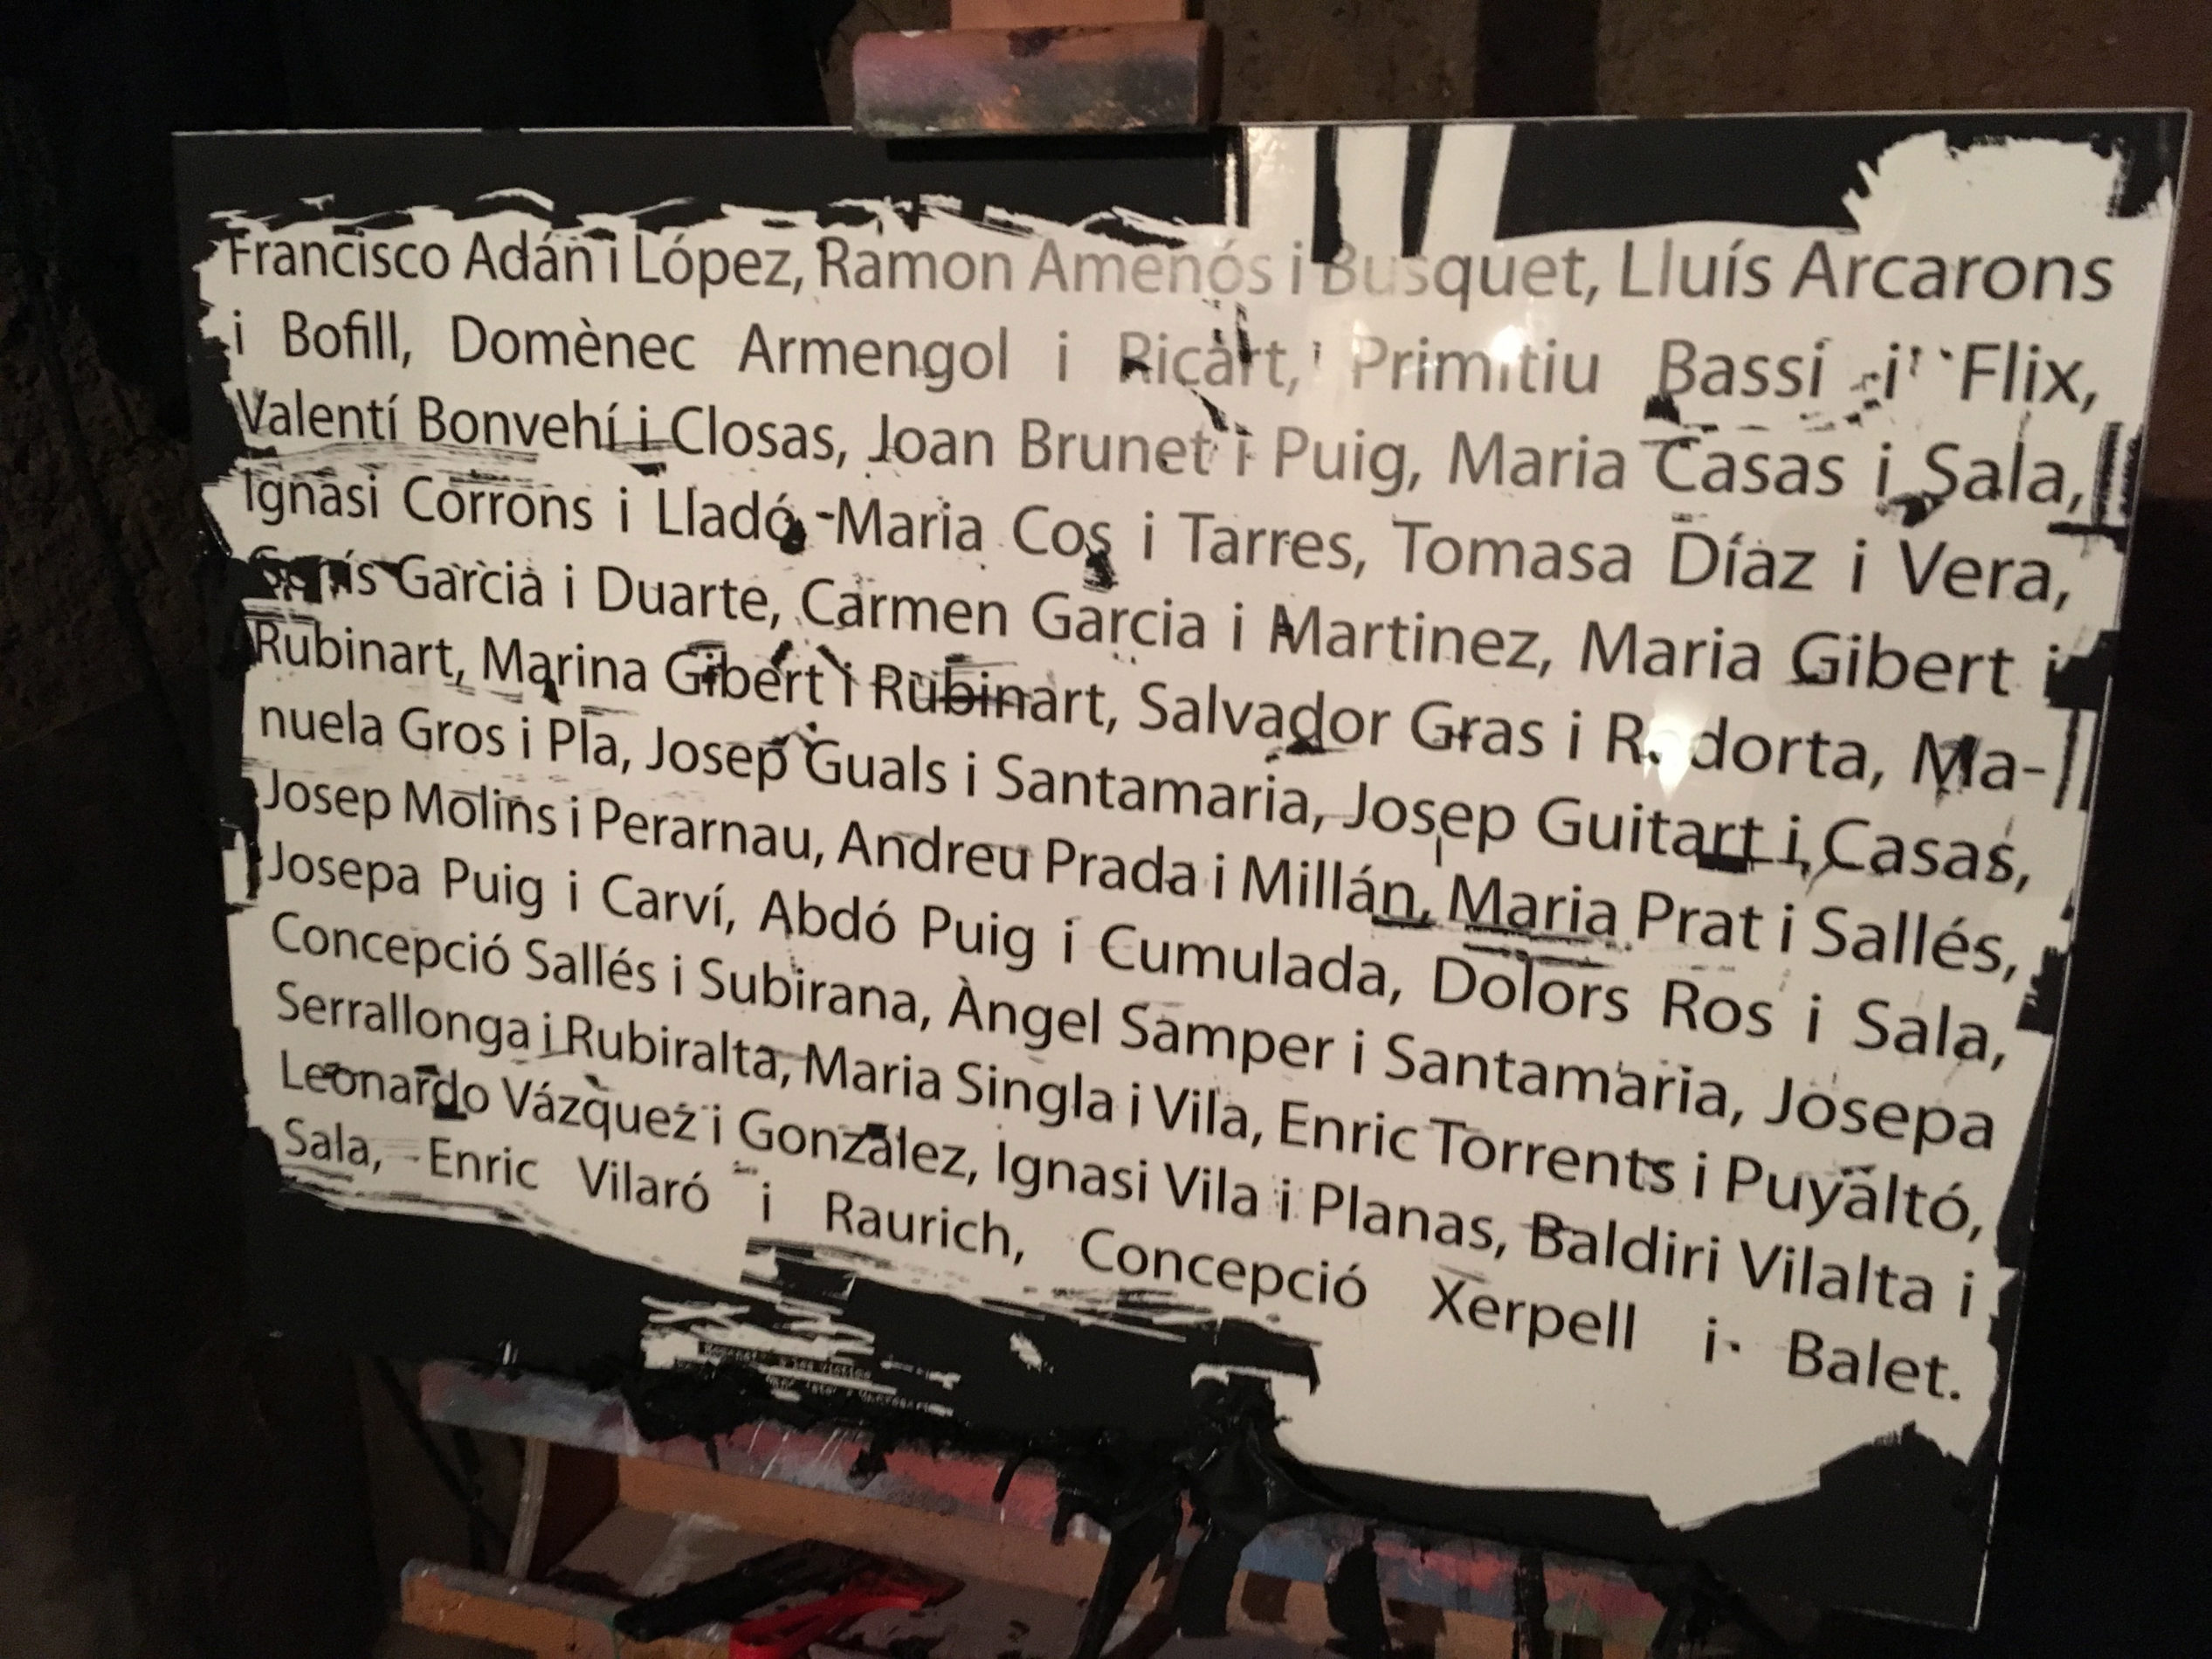 Francisco Adán i López, Ramon Amenós i Busquet, Lluís Arcarons
i Bofill, Domènec Armengol i Ricart, Primitiu Bassi i Flix,
Valentí Bonvehí i Closas, Joan Brunet i Puig, Maria Casas i Sala,
Ignasi Corrons i Lladó Maria Cos i Tarres, Tomasa Díaz i Vera,
Garcia i Duarte, Carmen Garcia i Martinez, Maria Gibert i
Rubinart, Marina Gibert i Rubinart, Salvador Gras i Ma-
nuela Gros i Pla, Josep Guals i Santamaria, Josep Guitart i Casas,
Josep Molins i Perarnau, Andreu Prada i Millán, Maria Prat i Sallés,
Josepa Puig i Carví, Abdó Puig i Cumulada, Dolors Ros i Sala,
Concepció Sallés i Subirana, Àngel Samper i Santamaria, Josepa
Serrallonga i Rubiralta, Maria Singla i Vila, Enric Torrents i Puyaltó,
Leonardo Vázquez i González, Ignasi Vila i Planas, Baldiri Vilalta i
Sala, Enric Vilaró i Raurich, Concepció Xerpell i Balet.